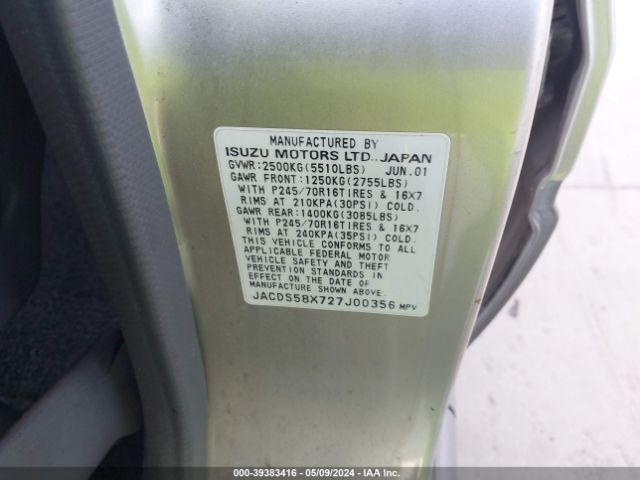 MANUFACTURED BY
ISUZU MOTORS LTD., JAPAN
GVWR:2500KG(5510LBS) JUN.01
GAWR FRONT:1250KG(2755LBS)
WITH P245/70R16TIRES & 16X7
RIMS AT 210KPA(30PSI) COLD.
GAWR REAR:1400KG(3085LBS)
WITH P245/70R16TIRES & 16X7
RIMS AT 240KPA(35PSI) COLD.
THIS VEHICLE CONFORMS TO ALL
APPLICABLE FEDERAL MOTOR
VEHICLE SAFETY AND THEFT
PREVENTION STANDARDS IN
EFFECT ON THE DATE OF
MANUFACTURE SHOWN ABOVE.
JACDS58X727J00356 MPV
000-39383416 - 05/09/2024 - IAA Inc.